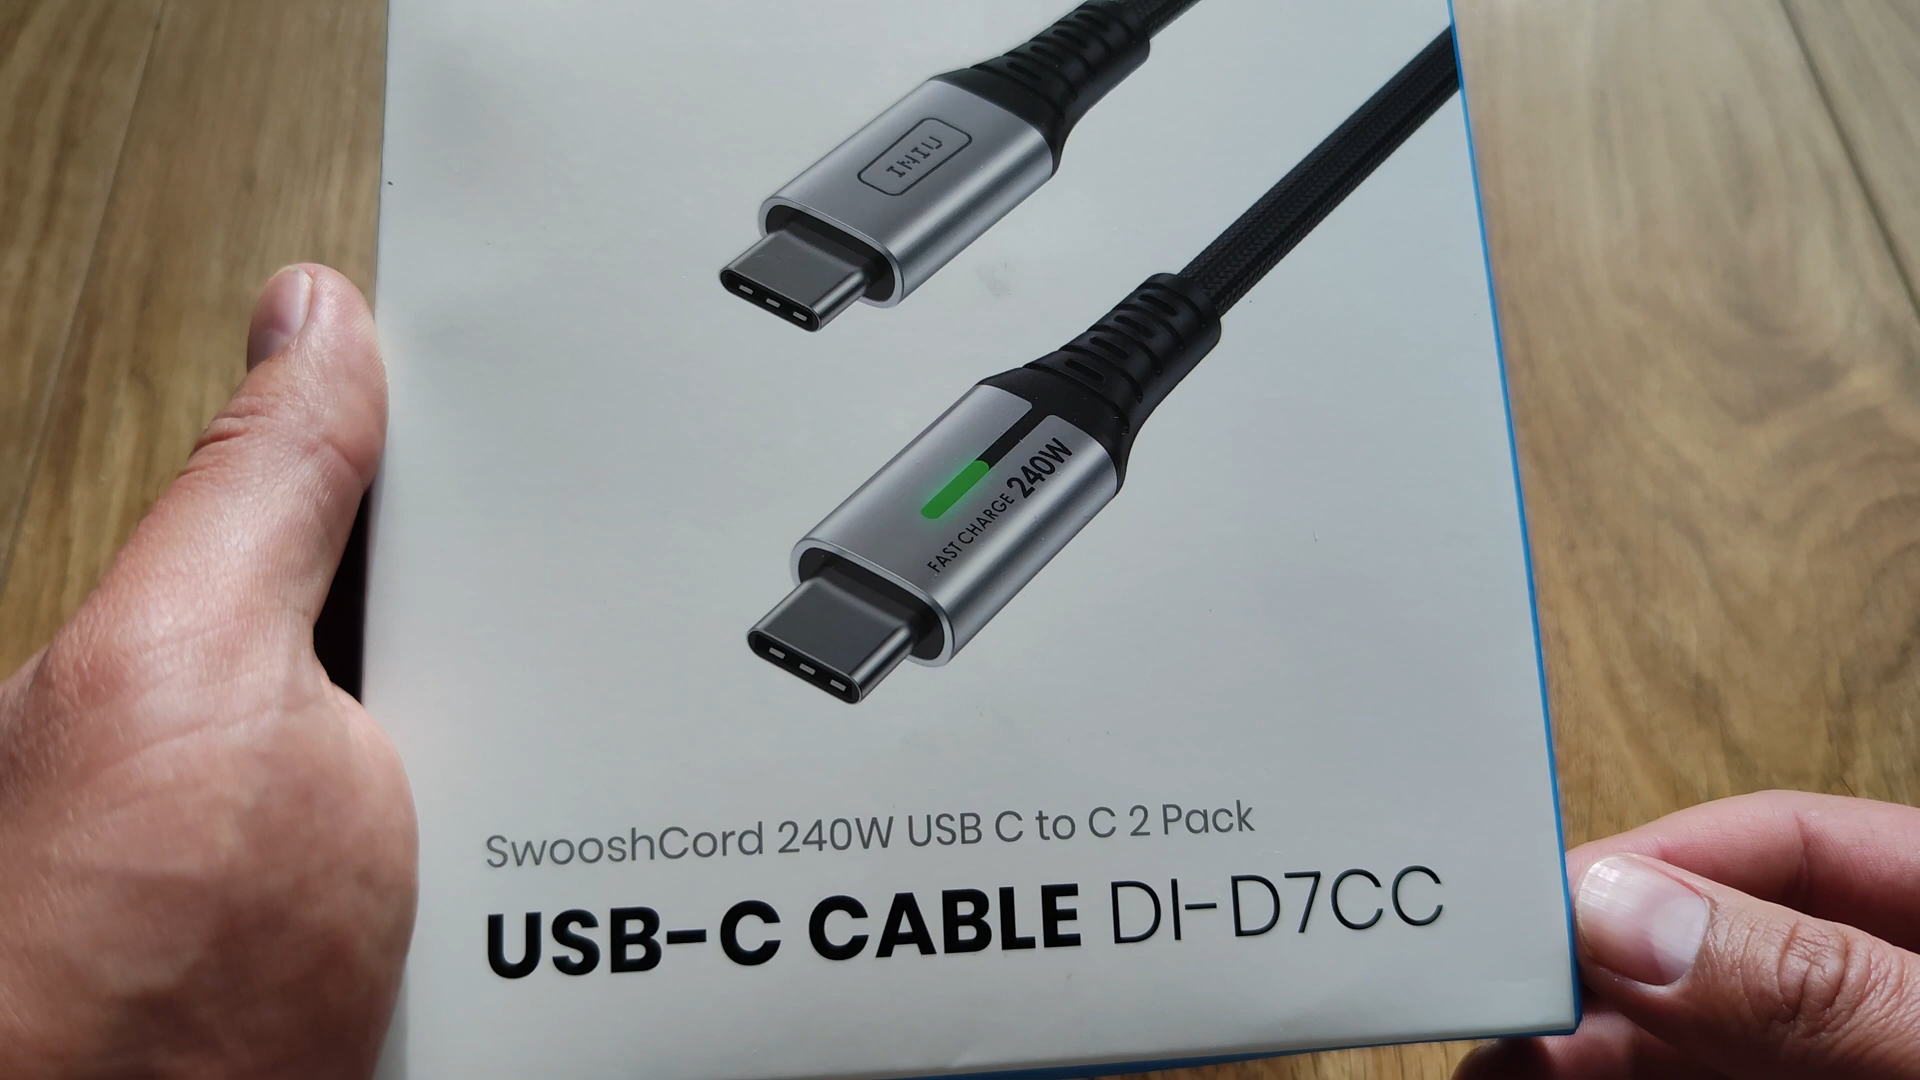 INIU
FAST CHARGE 240W
SwooshCord 240W USB C to C 2 Pack
USB-C CABLE DI-D7CC